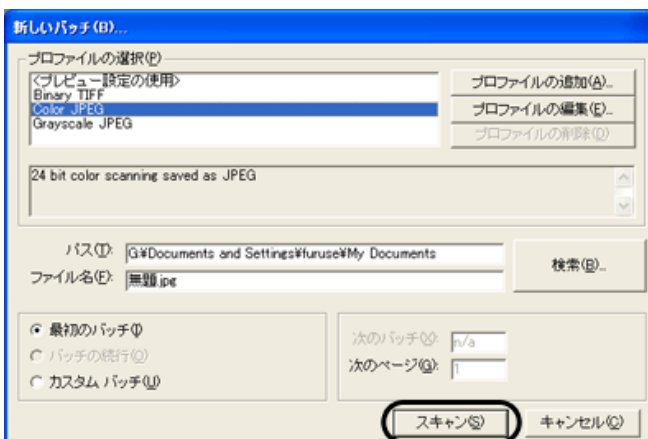 新しいバッチ(B)...
プロファイルの選択(P)
<プレビュー設定の使用>
Binary TIFF
Color JPEG
Grayscale JPEG
プロファイルの追加(A)...
プロファイルの編集(E)...
プロファイルの削除(D)
24 bit color scanning saved as JPEG
パス(T): G:¥Documents and Settings¥furuse¥My Documents
ファイル名(F): 無題.jpg
検索(B)...
最初のバッチ(I)
バッチの続行(O)
カスタム バッチ(U)
次のバッチ(X): n/a
次のページ(G): 1
スキャン(S)
キャンセル(C)